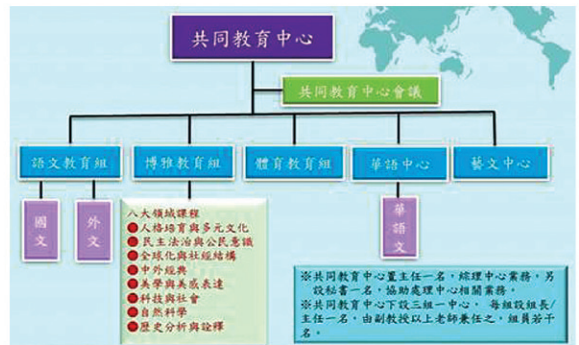 共同教育中心
共同教育中心會議
語文教育組
博雅教育組
體育教育組
華語中心
藝文中心
國文
外文
八大領域課程
●人格培育與多元文化
●民主法治與公民意識
●全球化與社經結構
●中外經典
●美學與美感表達
●科技與社會
●自然科學
●歷史分析與詮釋
華語文
※共同教育中心置主任一名,綜理中心業務,另
設秘書一名,協助處理中心相關業務。
※共同教育中心下設三組一中心, 每組設組長/
主任一名,由副教授以上老師兼任之,組員若干
名。